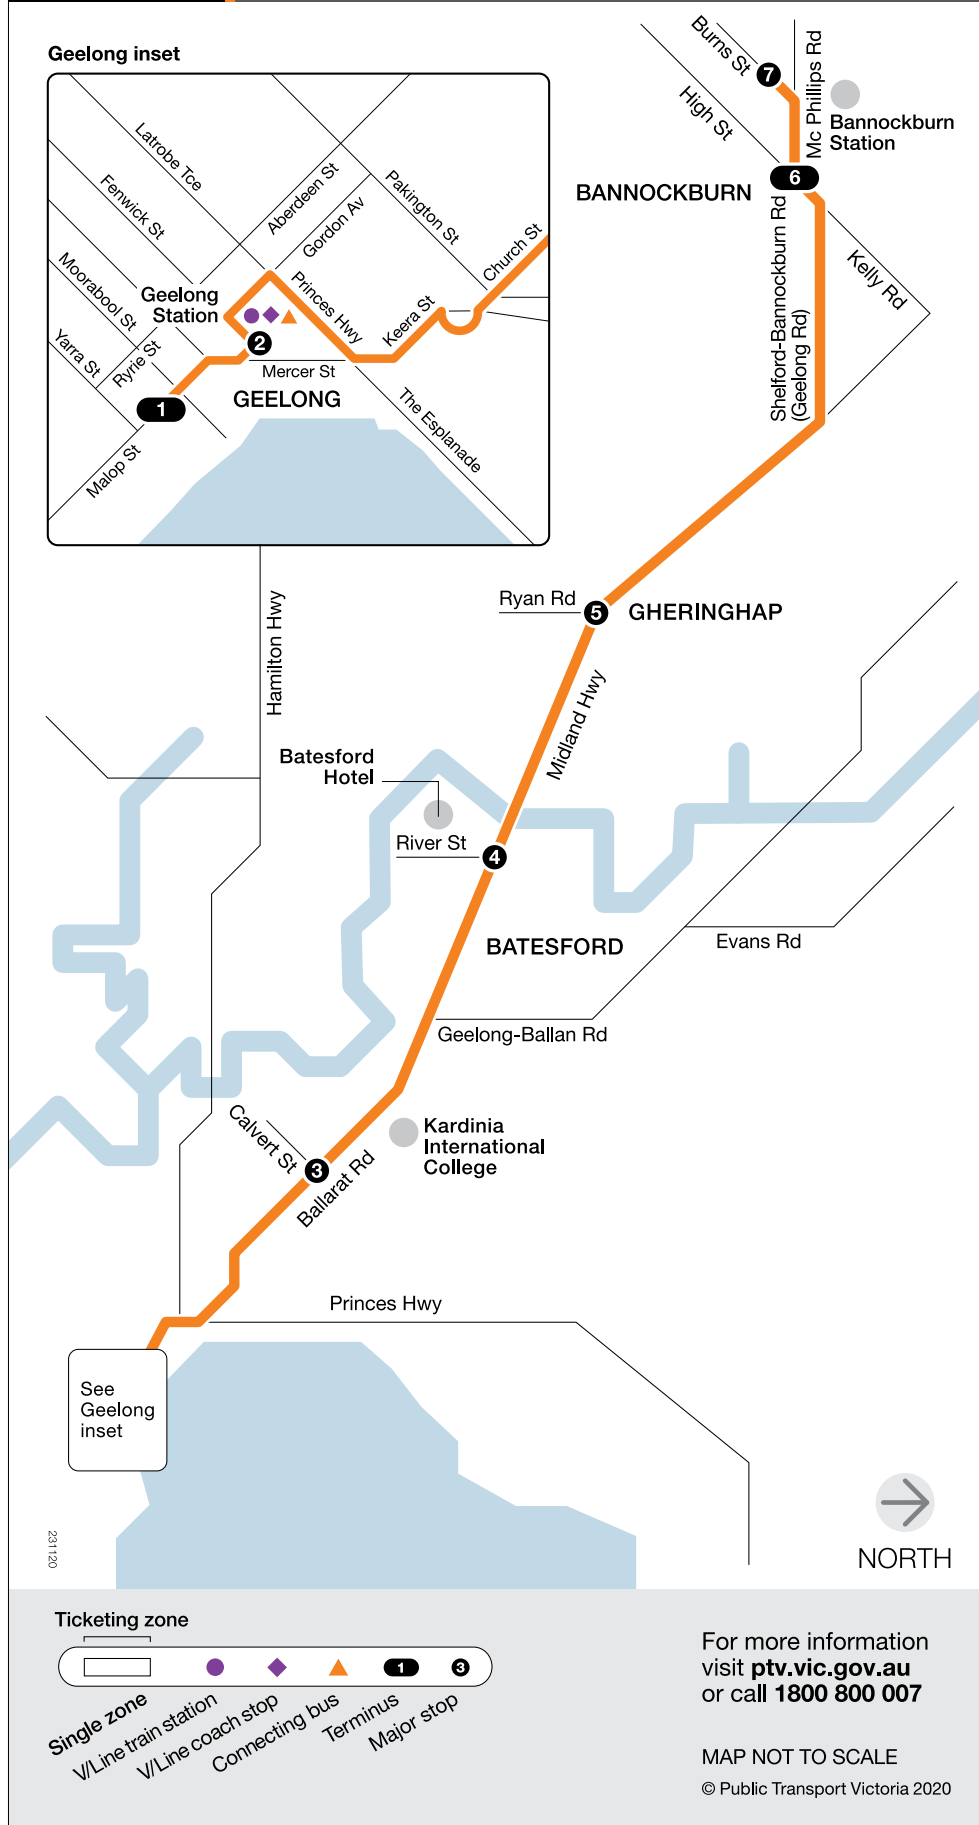 Geelong inset
Latrobe Tce
Fenwick St
Moorabool St
Yarra St
Ryrie St
Malop St
Aberdeen St
Gordon Av
Pakington St
Church St
Princes Hwy
Keera St
Geelong
Station
2
Mercer St
1
GEELONG
The Esplanade
Burns St
7
Mc Phillips Rd
High St
Bannockburn
Station
6
BANNOCKBURN
Shelford-Bannockburn Rd
(Geelong Rd)
Kelly Rd
Ryan Rd
5
GHERINGHAP
Hamilton Hwy
Midland Hwy
Batesford
Hotel
River St
4
BATESFORD
Evans Rd
Geelong-Ballan Rd
Calvert St
3
Ballarat Rd
Kardinia
International
College
Princes Hwy
See
Geelong
inset
231120
NORTH
Ticketing zone
1
3
Single zone
V/Line train station
V/Line coach stop
Connecting bus
Terminus
Major stop
For more information
visit ptv.vic.gov.au
or call 1800 800 007
MAP NOT TO SCALE
© Public Transport Victoria 2020